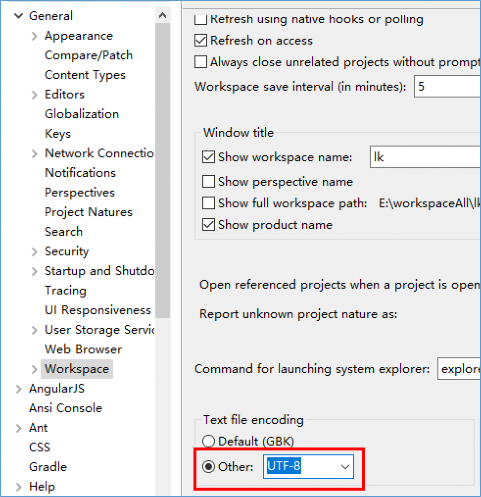 General
Appearance
Compare/Patch
Content Types
Editors
Globalization
Keys
Network Connectio
Notifications
Perspectives
Project Natures
Search
Security
Startup and Shutdo
Tracing
UI Responsiveness
User Storage Servic
Web Browser
Workspace
AngularJS
Ansi Console
Ant
CSS
Gradle
Help
Refresh using native hooks or polling
Refresh on access
Always close unrelated projects without prompt
Workspace save interval (in minutes): 5
Window title
Show workspace name: lk
Show perspective name
Show full workspace path: E:\workspaceAll\lk
Show product name
Open referenced projects when a project is open
Report unknown project nature as:
Command for launching system explorer: explore
Text file encoding
Default (GBK)
Other: UTF-8